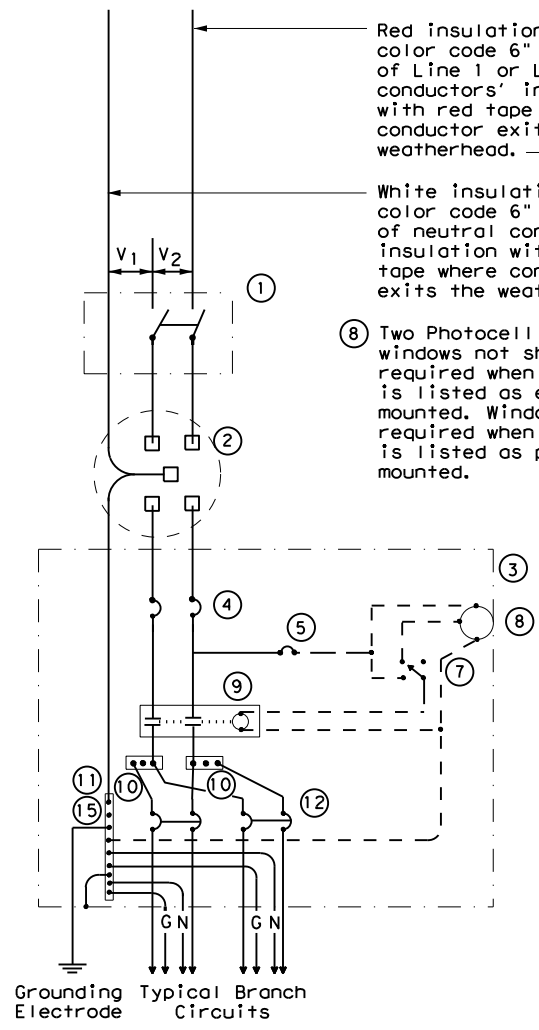 Red insulation
color code 6"
of Line 1 or L
conductors' in
with red tape
conductor exit
weatherhead.
White insulati
color code 6"
of neutral con
insulation wit
tape where con
exits the weat
V1 V2
1
8 Two Photocell
windows not sh
required when
is listed as e
mounted. Windo
required when
is listed as p
mounted.
2
3
4
5
8
7
9
11
10
10
15
12
G N
G N
Grounding
Electrode
Typical Branch
Circuits